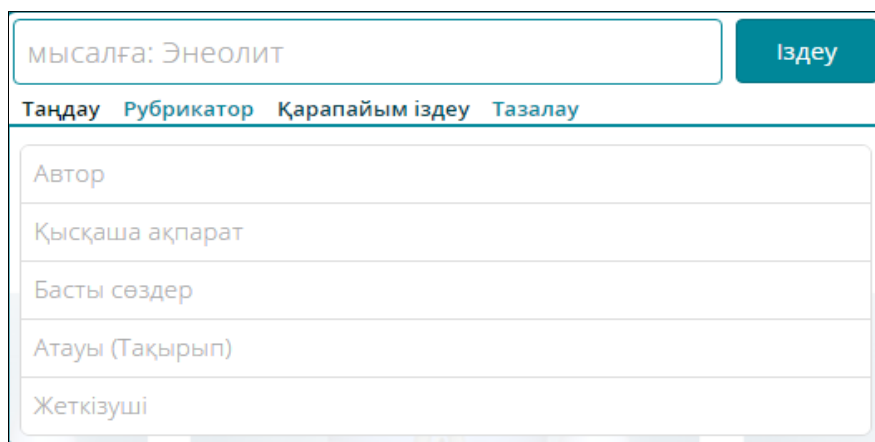 мысалға: Энеолит Іздеу
Таңдау Рубрикатор Қарапайым іздеу Тазалау
Автор
Қысқаша ақпарат
Басты сөздер
Атауы (Тақырып)
Жеткізуші